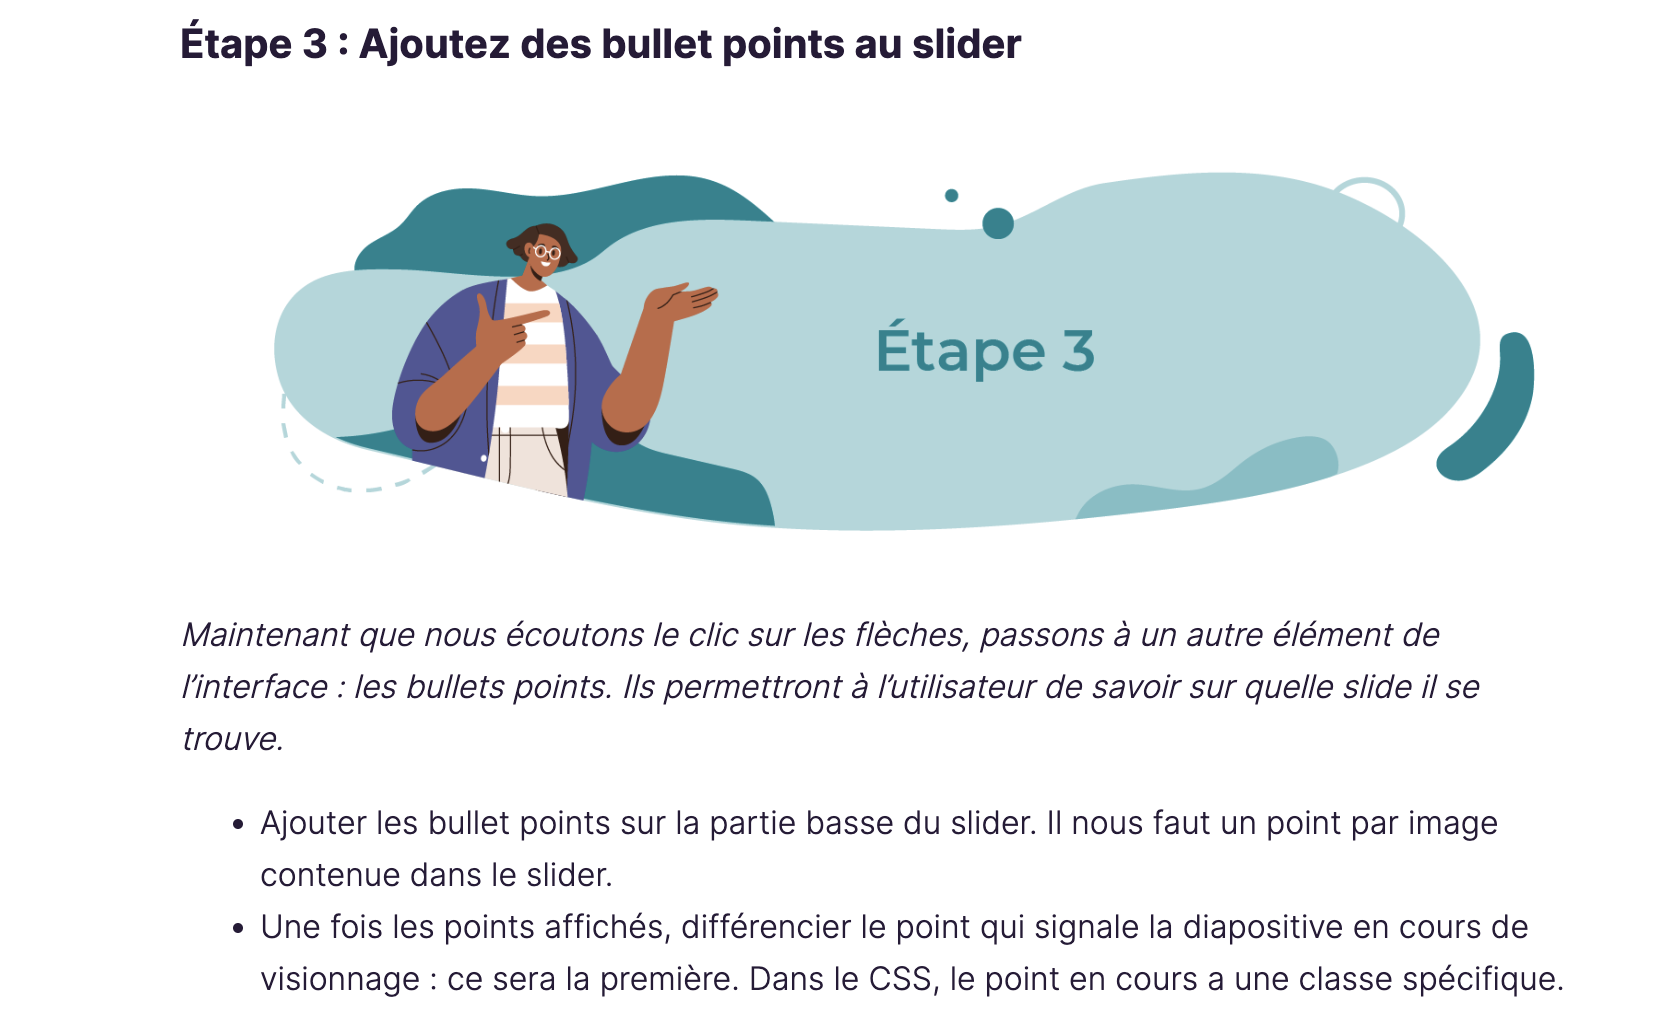 Étape 3 : Ajoutez des bullet points au slider
Étape 3
Maintenant que nous écoutons le clic sur les flèches, passons à un autre élément de
l’interface : les bullets points. Ils permettront à l’utilisateur de savoir sur quelle slide il se
trouve.
• Ajouter les bullet points sur la partie basse du slider. Il nous faut un point par image
contenue dans le slider.
• Une fois les points affichés, différencier le point qui signale la diapositive en cours de
visionnage : ce sera la première. Dans le CSS, le point en cours a une classe spécifique.